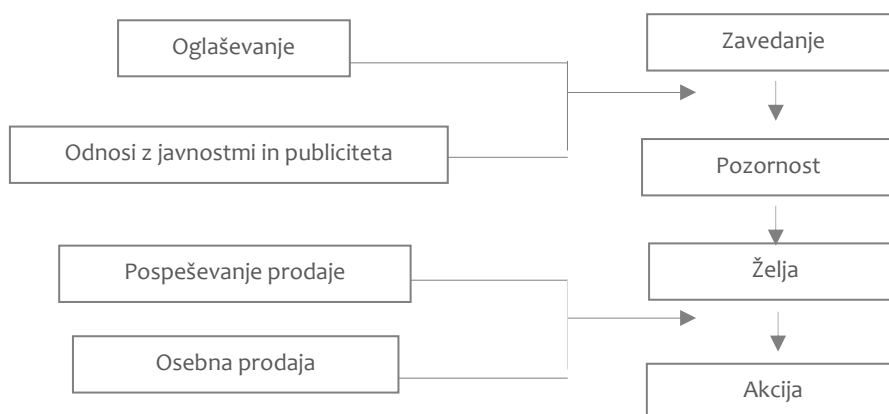 Oglaševanje
Zavedanje
Odnosi z javnostmi in publiciteta
Pozornost
Pospeševanje prodaje
Želja
Osebna prodaja
Akcija